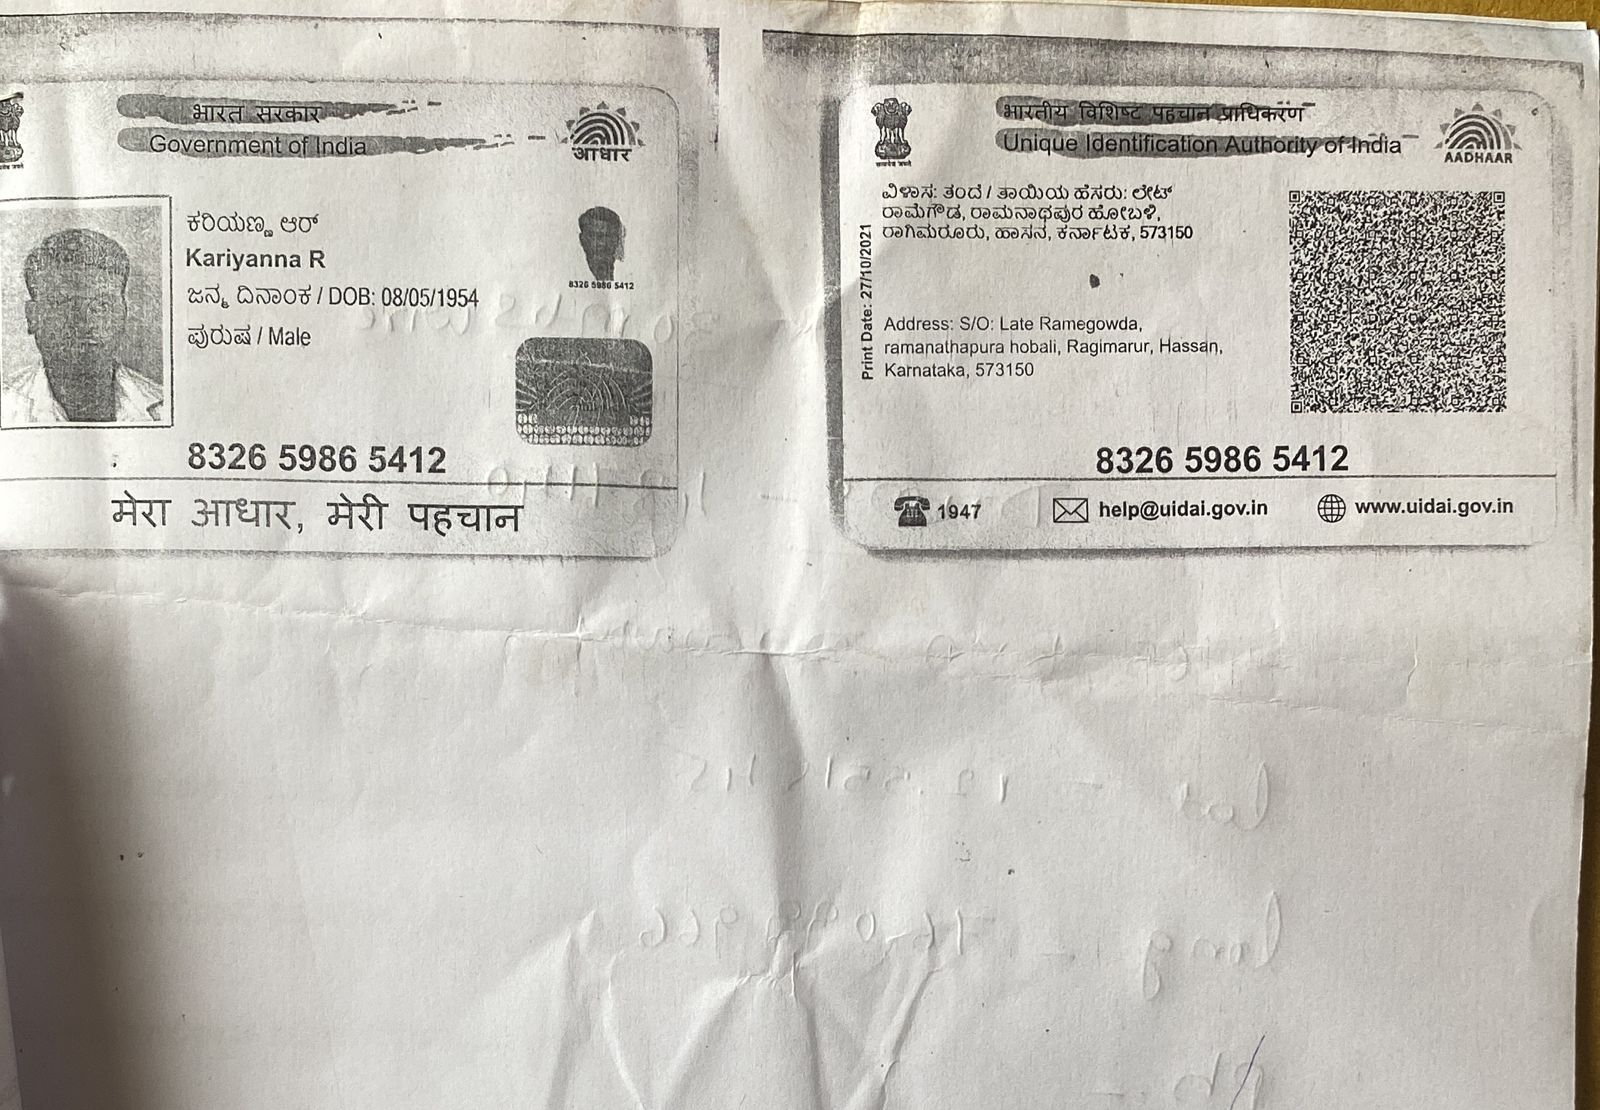 भारत सरकार
Government of India
आधार
ಕರಿಯಣ್ಣ ಆರ್
Kariyanna R
ಜನ್ಮ ದಿನಾಂಕ / DOB: 08/05/1954
ಪುರುಷ / Male
8326 5986 5412
8326 5986 5412
मेरा आधार, मेरी पहचान
भारतीय विशिष्ट पहचान प्राधिकरण
Unique Identification Authority of India
AADHAAR
ವಿಳಾಸ: ತಂದೆ / ತಾಯಿಯ ಹೆಸರು: ಲೇಟ್
ರಾಮೆಗೌಡ, ರಾಮನಾಥಪುರ ಹೋಬಳಿ,
ರಾಗಿಮರೂರು, ಹಾಸನ, ಕರ್ನಾಟಕ, 573150
Print Date: 27/10/2021
Address: S/O: Late Ramegowda,
ramanathapura hobali, Ragimarur, Hassan,
Karnataka, 573150
8326 5986 5412
1947
help@uidai.gov.in
www.uidai.gov.in